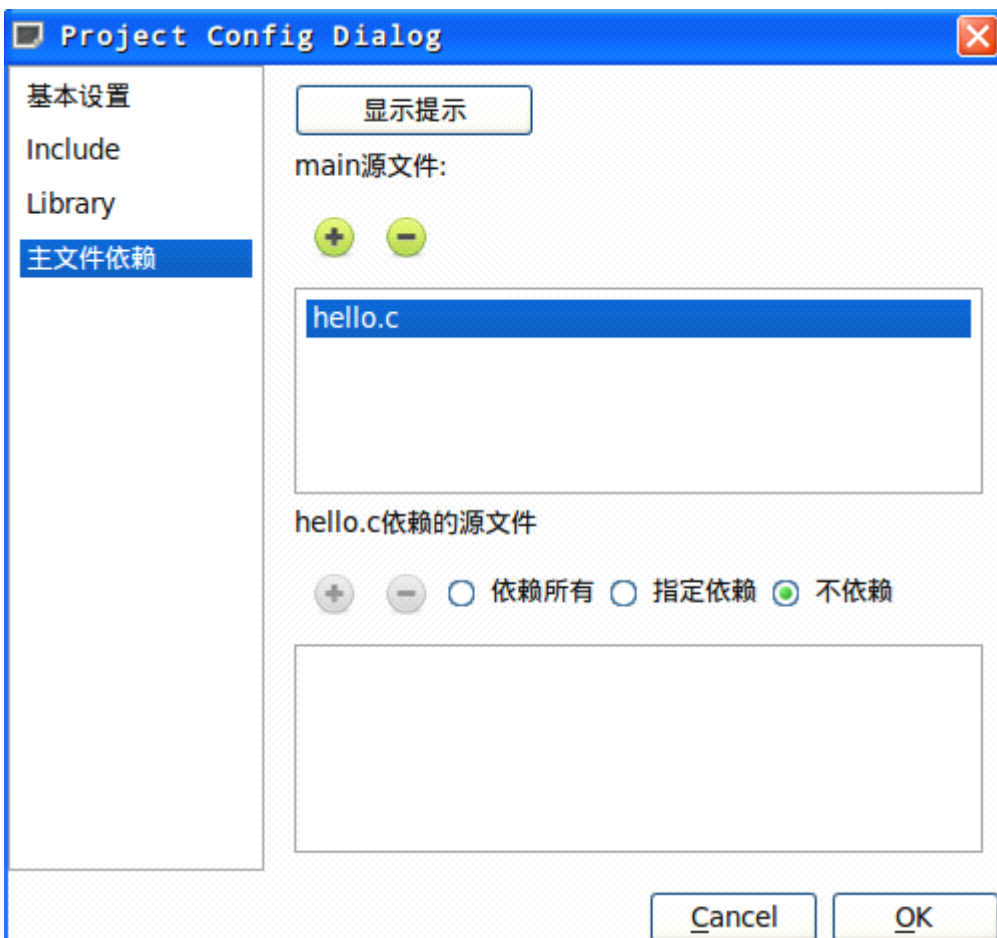 Project Config Dialog
基本设置
Include
Library
主文件依赖
显示提示
main源文件:
hello.c
hello.c依赖的源文件
依赖所有 指定依赖 不依赖
Cancel OK